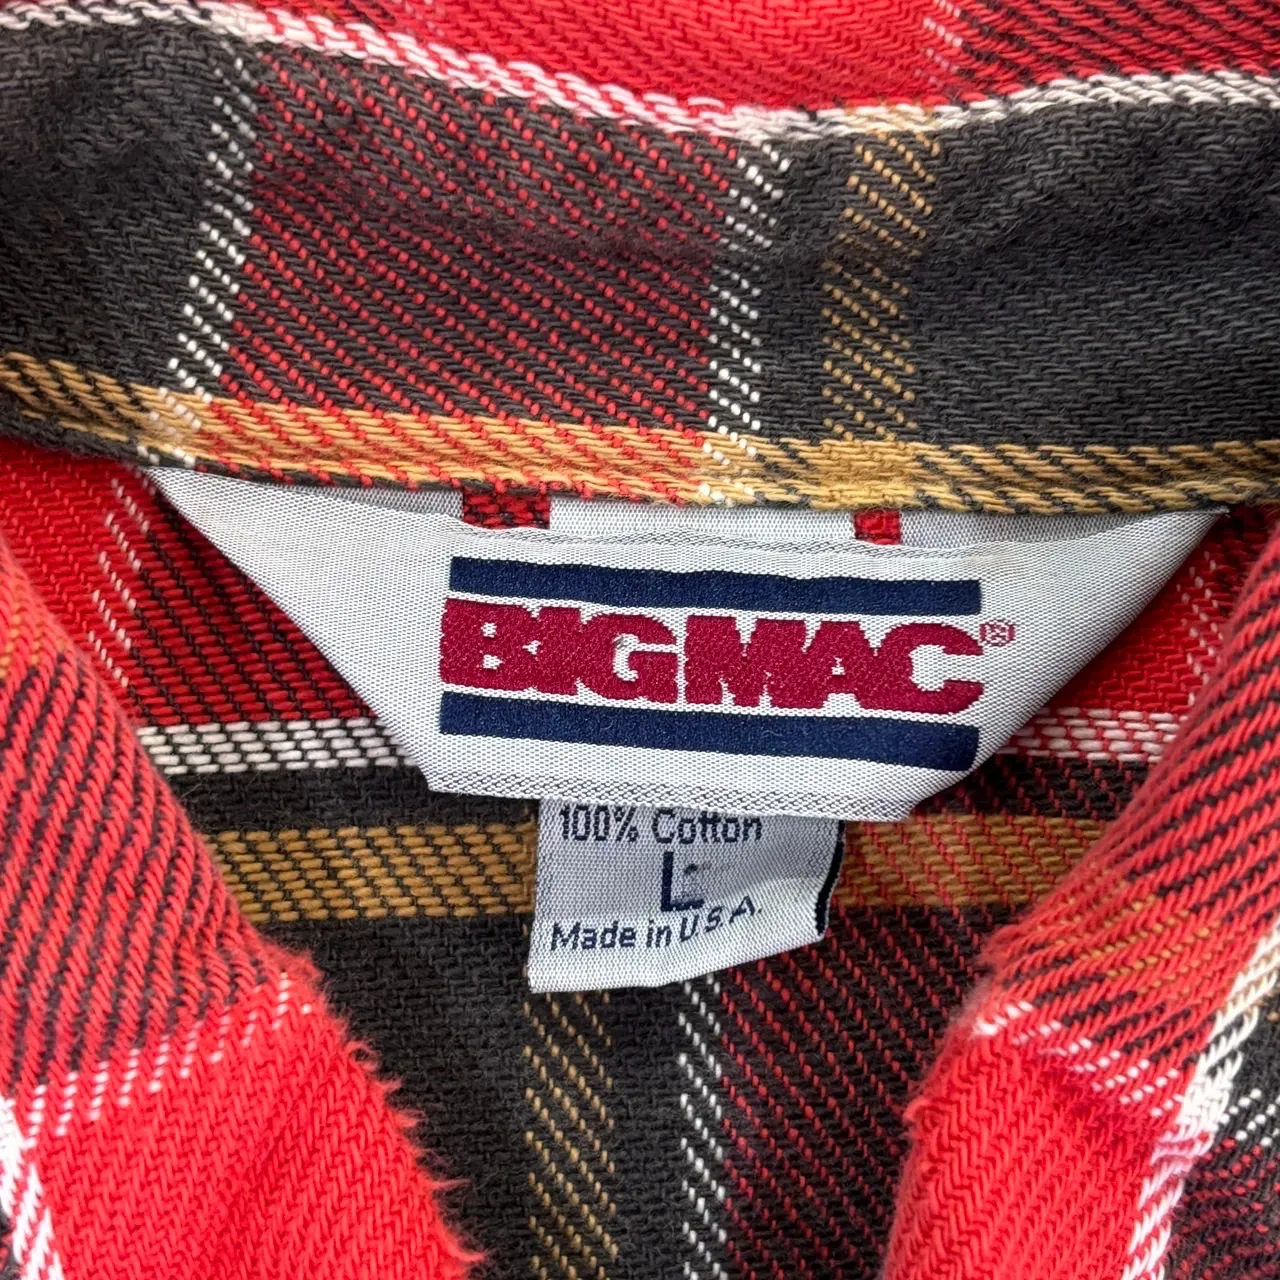 BIG MAC®
100% Cotton
L
Made in U.S.A.